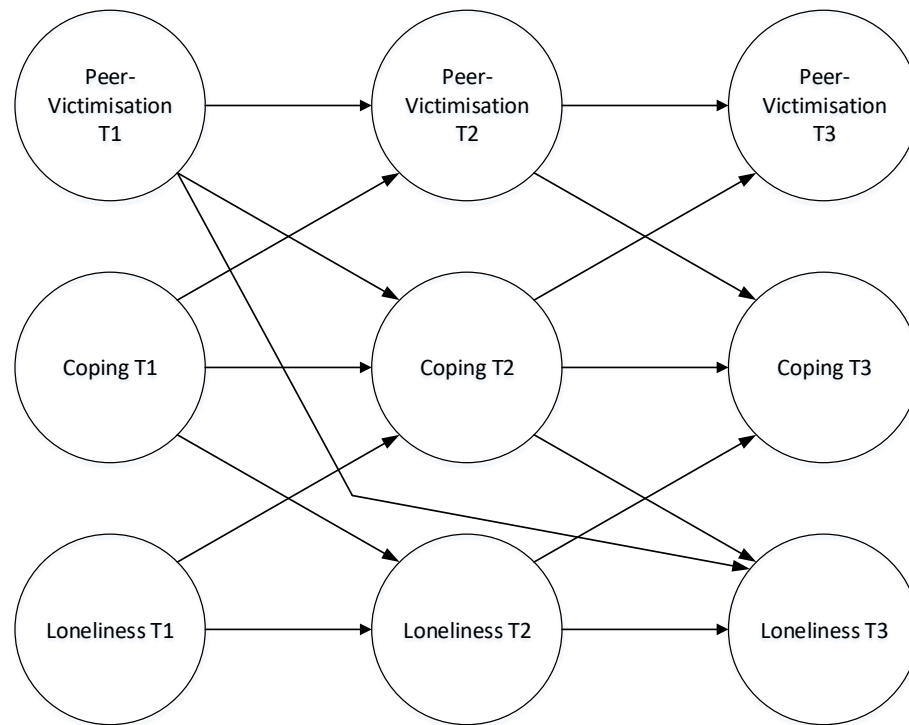 Peer-
Victimisation
T1
Peer-
Victimisation
T2
Peer-
Victimisation
T3
Coping T1
Coping T2
Coping T3
Loneliness T1
Loneliness T2
Loneliness T3